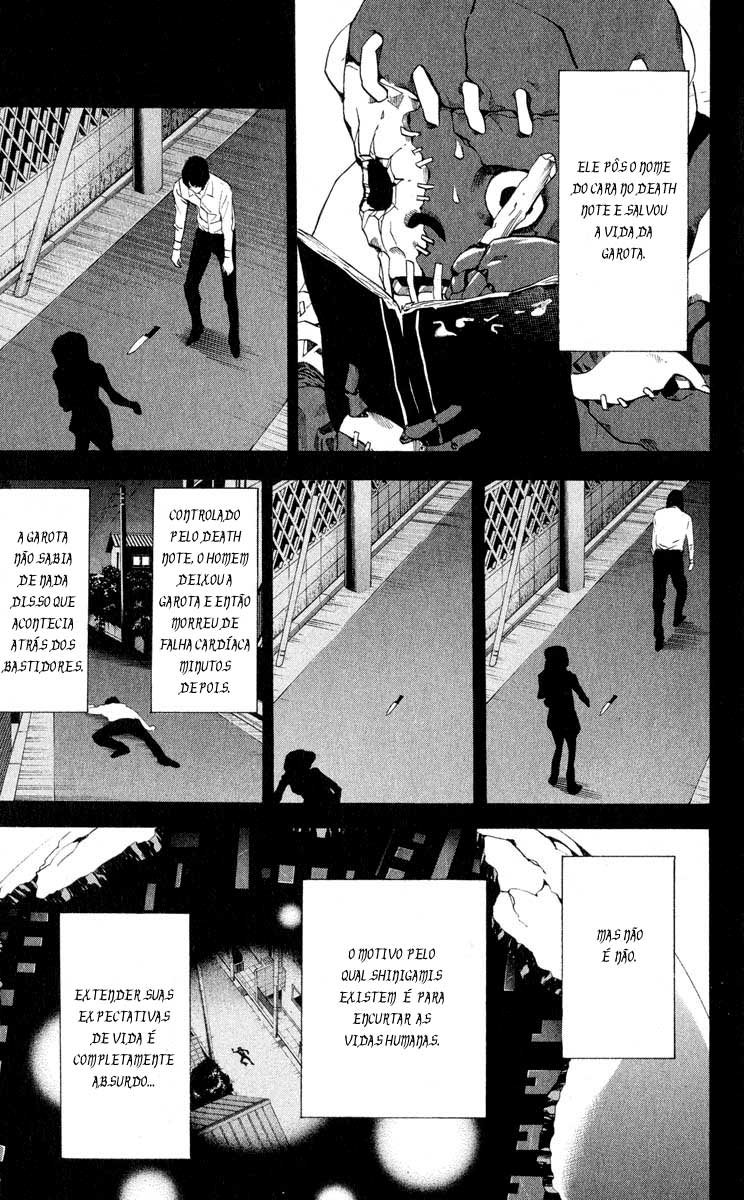 ELE PÔS O NOME
DO CARA NO DEATH
NOTE E SALVOU
A VIDA DA
GAROTA.
CONTROLADO
PELO DEATH
NOTE, O HOMEM
DEIXOU A
GAROTA E ENTÃO
MORREU DE
FALHA CARDÍACA
MINUTOS
DEPOIS.
A GAROTA
NÃO SABIA
DE NADA
DISSO QUE
ACONTECIA
ATRÁS DOS
BASTIDORES.
MAS NÃO
É NÃO.
O MOTIVO PELO
QUAL SHINIGAMIS
EXISTEM É PARA
ENCURTAR AS
VIDAS HUMANAS.
EXTENDER SUAS
EXPECTATIVAS
DE VIDA É
COMPLETAMENTE
ABSURDO...